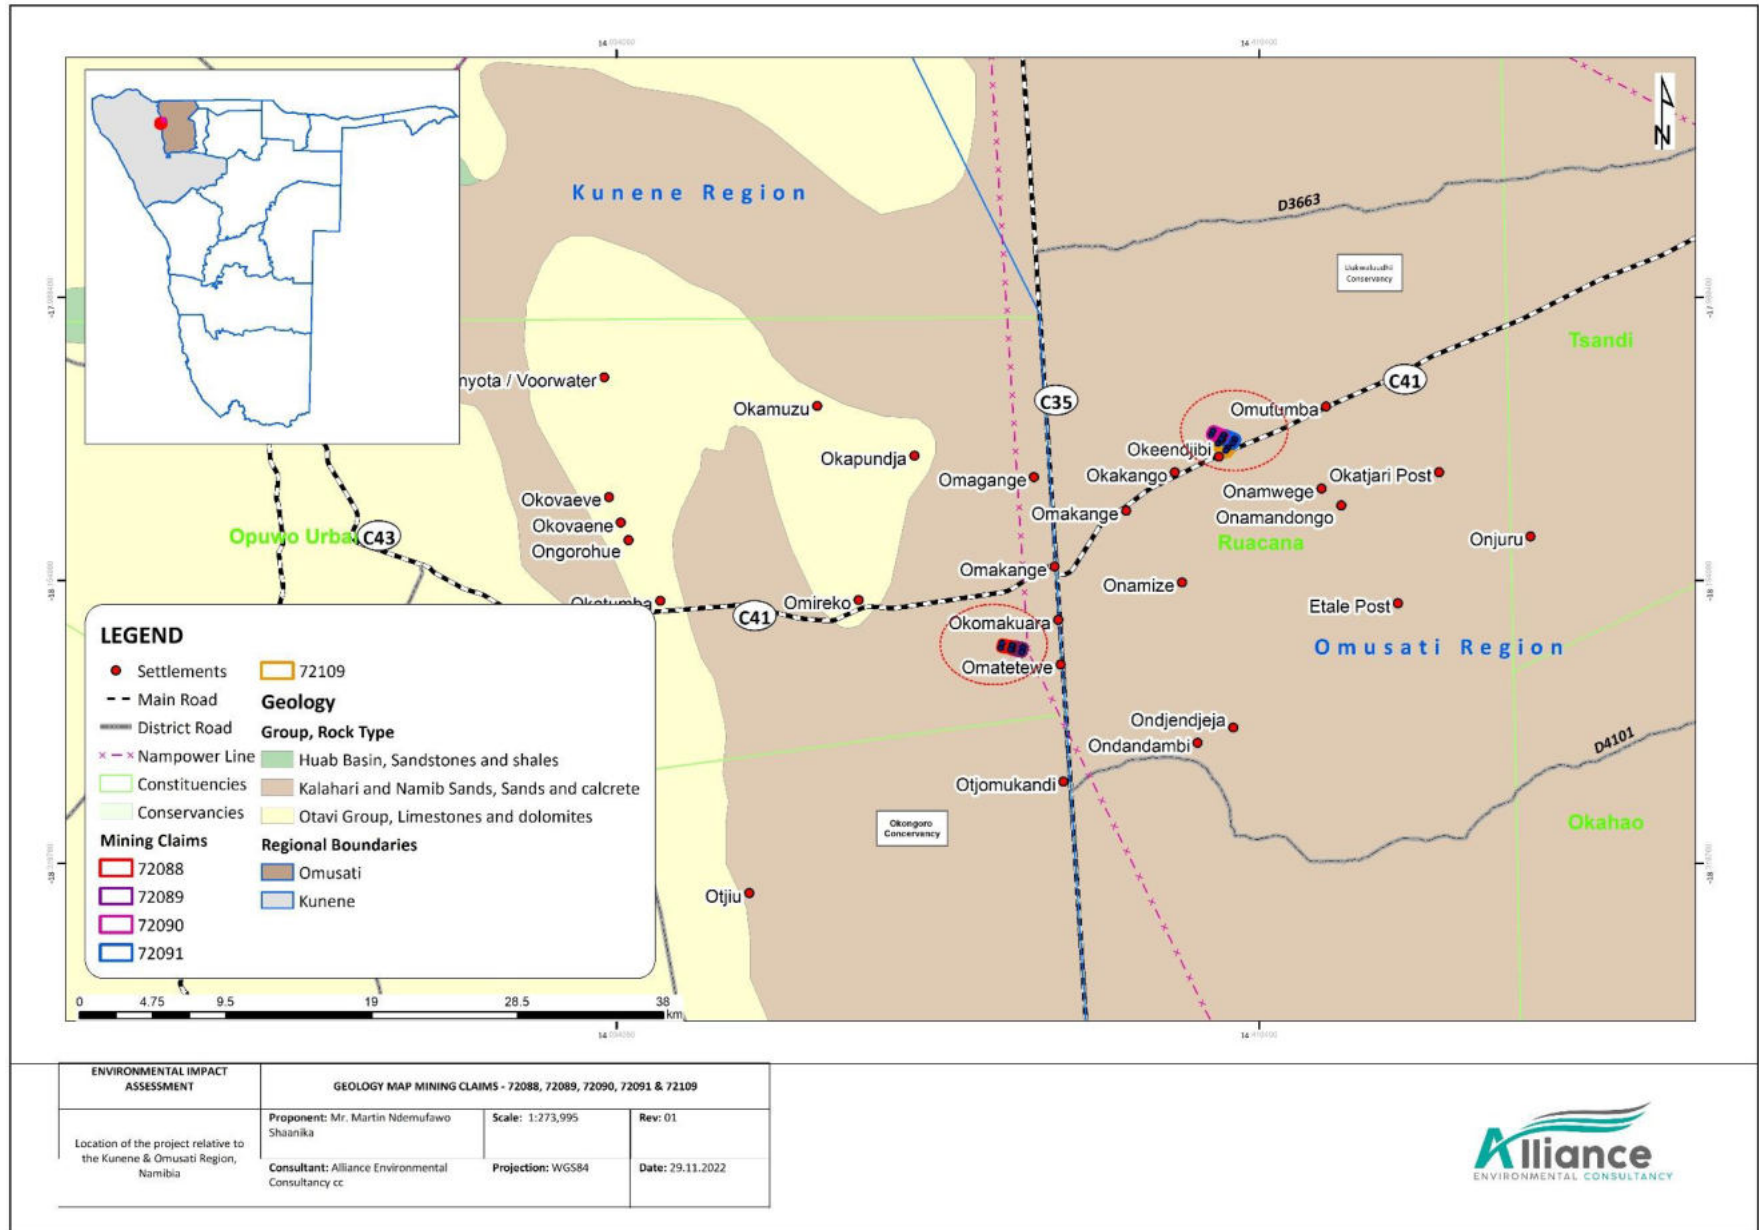 14.094200
14.419400
Kunene Region
N
D3663
Uukwaluudhi
Conservancy
Tsandi
C41
C35
nyota / Voorwater
Okamuzu
Omutumba
Okapundja
Okeendjibi
Omagange
Okakango
Okatjari Post
Onamwege
Okovaeve
Omakange
Onamandongo
Okovaene
Ruacana
Opuwo Urba
C43
Ongorohue
Onjuru
Omakange
Onamize
Omireko
Etale Post
C41
Okomakuara
Omusati Region
Omatetewe
Ondjendjeja
Ondandambi
D4101
Otjomukandi
Okongoro
Concervancy
Okahao
Otjiu
LEGEND
Settlements
Main Road
District Road
Nampower Line
Constituencies
Conservancies
Mining Claims
72088
72089
72090
72091
72109
Geology
Group, Rock Type
Huab Basin, Sandstones and shales
Kalahari and Namib Sands, Sands and calcrete
Otavi Group, Limestones and dolomites
Regional Boundaries
Omusati
Kunene
0 4.75 9.5 19 28.5 38
km
ENVIRONMENTAL IMPACT
ASSESSMENT
GEOLOGY MAP MINING CLAIMS - 72088, 72089, 72090, 72091 & 72109
Location of the project relative to
the Kunene & Omusati Region,
Namibia
Proponent: Mr. Martin Ndemufawo
Shaanika
Scale: 1:273,995
Rev: 01
Consultant: Alliance Environmental
Consultancy cc
Projection: WGS84
Date: 29.11.2022
Alliance
ENVIRONMENTAL CONSULTANCY